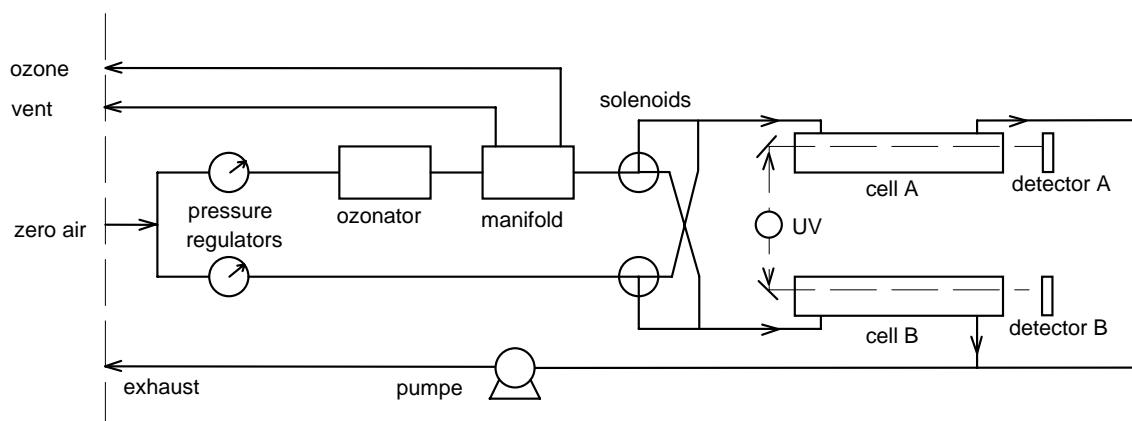 ozone
vent
solenoids
cell A
detector A
ozonator
manifold
pressure
regulators
zero air
UV
cell B
detector B
exhaust
pumpe